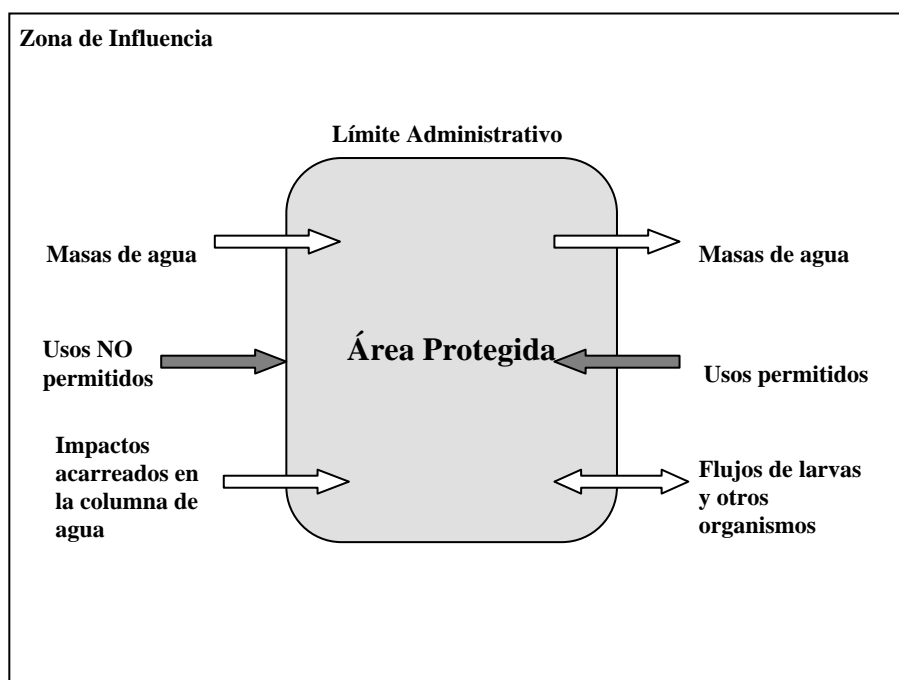 Zona de Influencia
Límite Administrativo
Masas de agua
Masas de agua
Usos NO
permitidos
Área Protegida
Usos permitidos
Impactos
acarreados en
la columna de
agua
Flujos de larvas
y otros
organismos